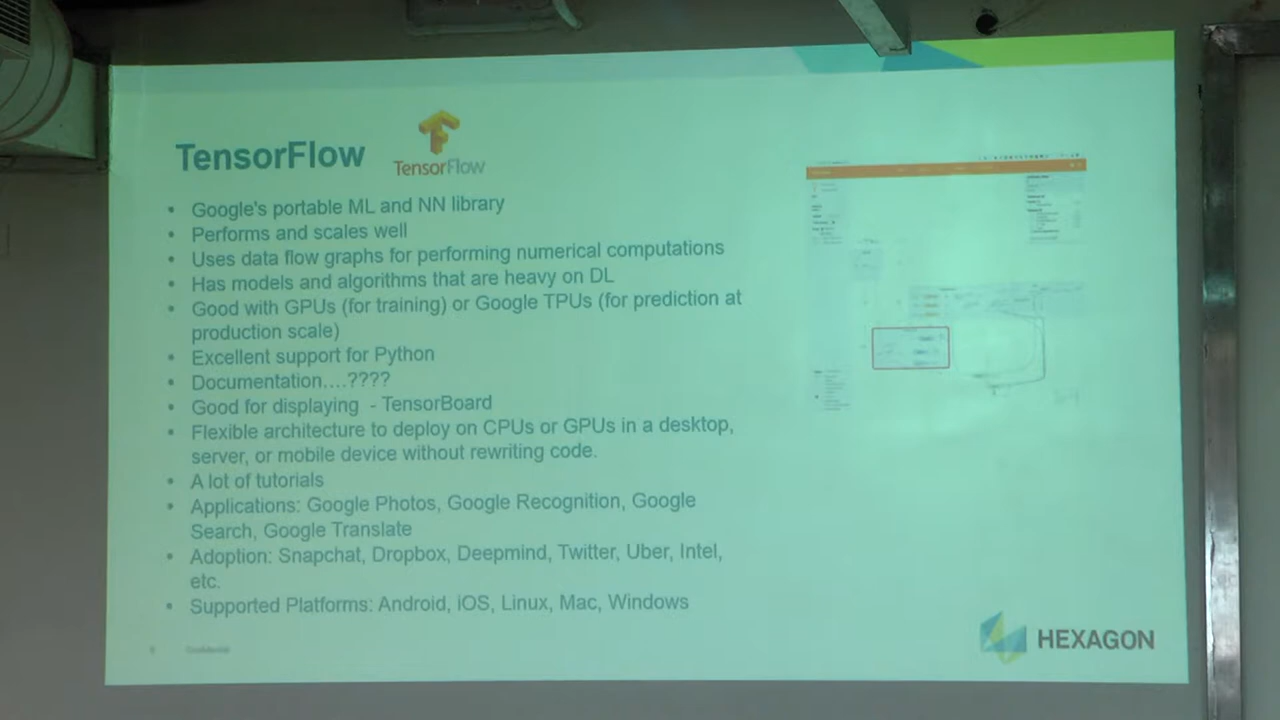 TensorFlow
TensorFlow
• Google's portable ML and NN library
• Performs and scales well
• Uses data flow graphs for performing numerical computations
• Has models and algorithms that are heavy on DL
• Good with GPUs (for training) or Google TPUs (for prediction at
production scale)
• Excellent support for Python
• Documentation....????
• Good for displaying - TensorBoard
• Flexible architecture to deploy on CPUs or GPUs in a desktop,
server, or mobile device without rewriting code.
• A lot of tutorials
• Applications: Google Photos, Google Recognition, Google
Search, Google Translate
• Adoption: Snapchat, Dropbox, Deepmind, Twitter, Uber, Intel,
etc.
• Supported Platforms: Android, iOS, Linux, Mac, Windows
Confidential
HEXAGON